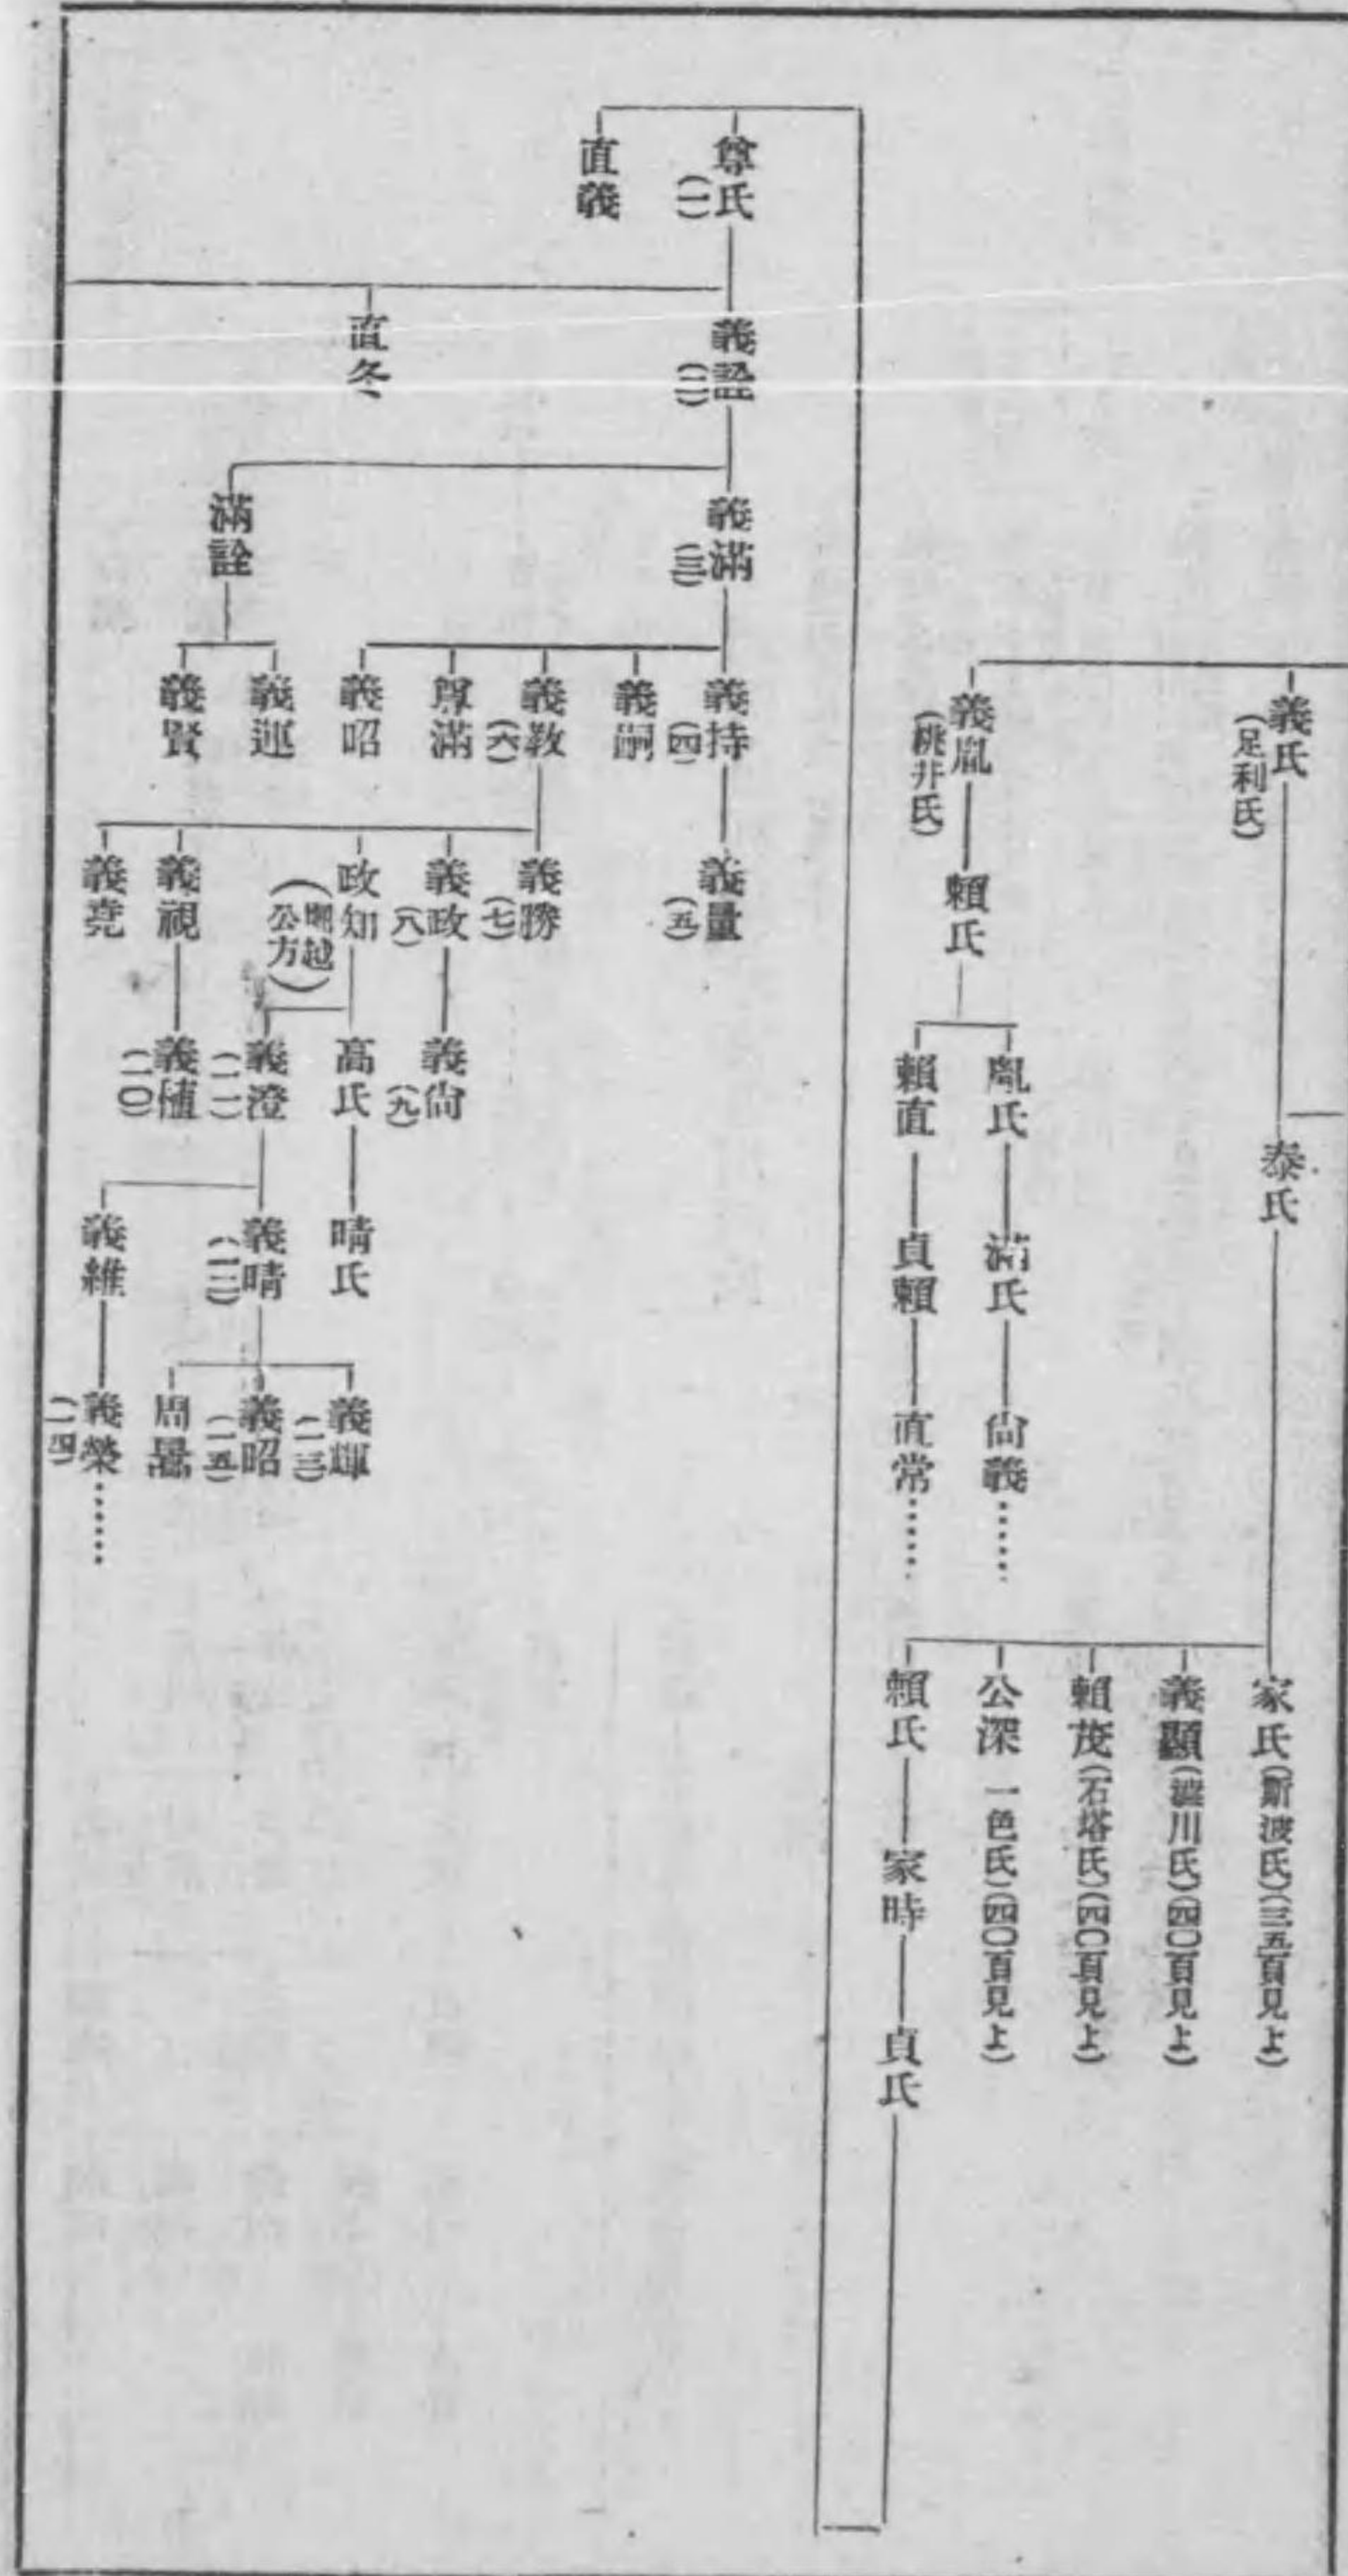 義氏
(足利氏)
泰氏
家氏(斯波氏)(三五頁見よ)
義顯(澁川氏)(四〇頁見よ)
賴茂(石塔氏)(四〇頁見よ)
公深 一色氏)(四〇頁見よ)
賴氏
家時
貞氏
義胤
(桃井氏)
賴氏
胤氏
滿氏
尙義……
賴直
貞賴
直常……
尊氏
(一)
直義
義詮
(二)
直冬
義滿
(三)
滿詮
義持
(四)
義嗣
義敎
(六)
尊滿
義昭
義運
義賢
義量
(五)
義勝
(七)
義政
(八)
政知
(堀越
公方)
義視
義堯
義尙
(九)
高氏
義澄
(一一)
義植
(一〇)
晴氏
義晴
(一二)
義維
義輝
(一三)
義昭
(一五)
周暠
義榮……
(一四)